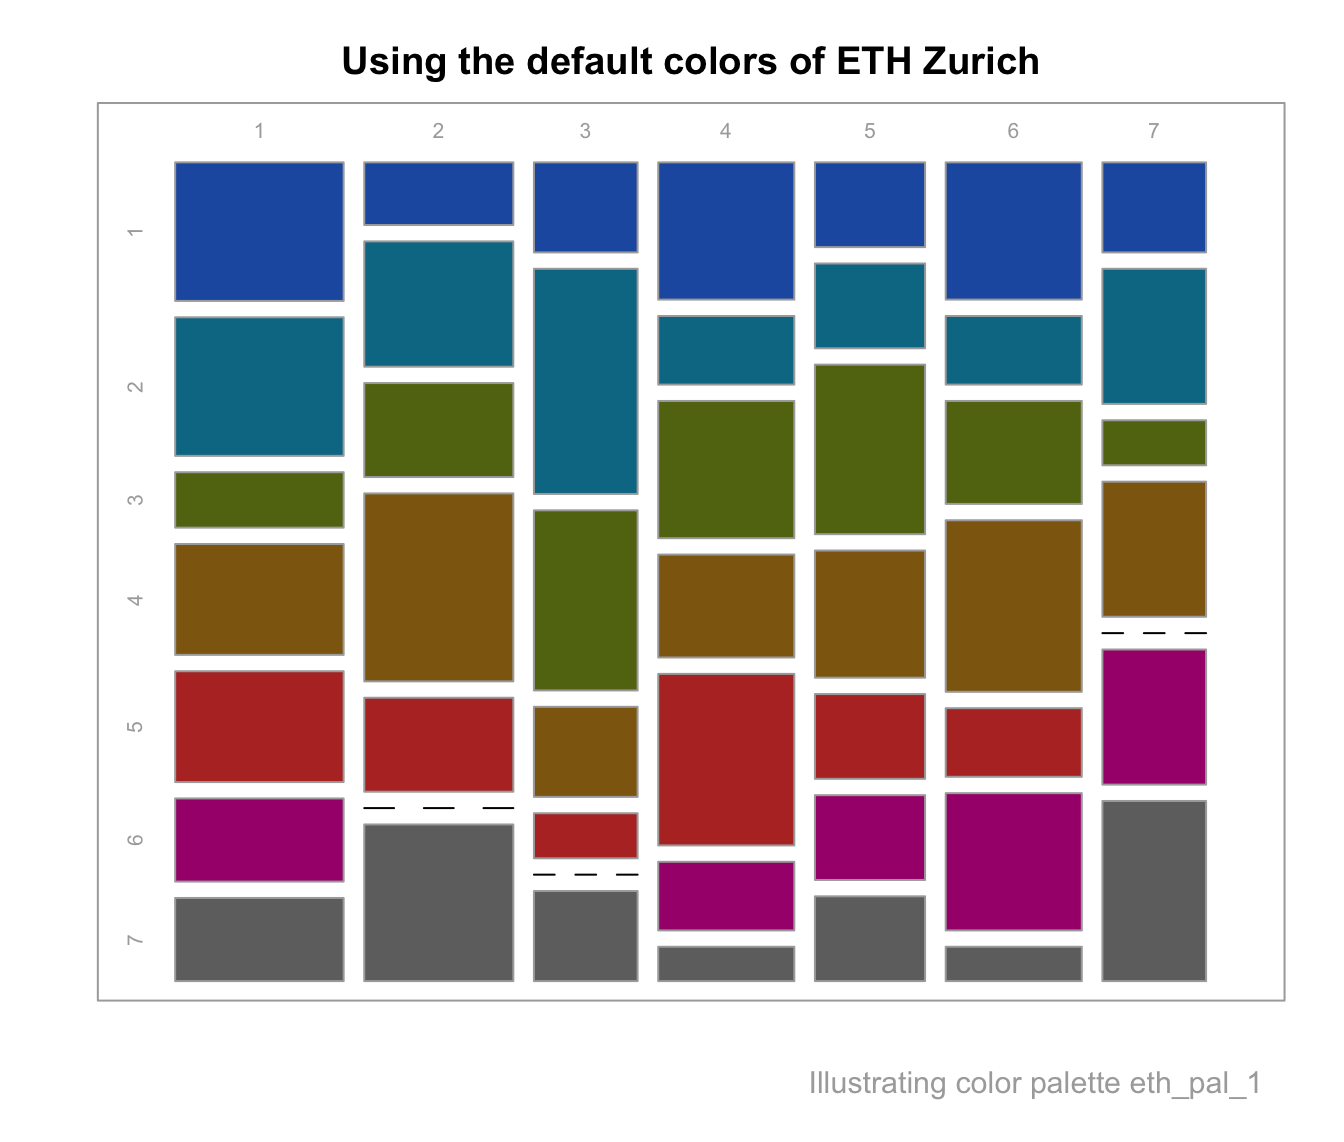 Using the default colors of ETH Zurich
1 2 3 4 5 6 7
1
2
3
4
5
6
7
Illustrating color palette eth_pal_1